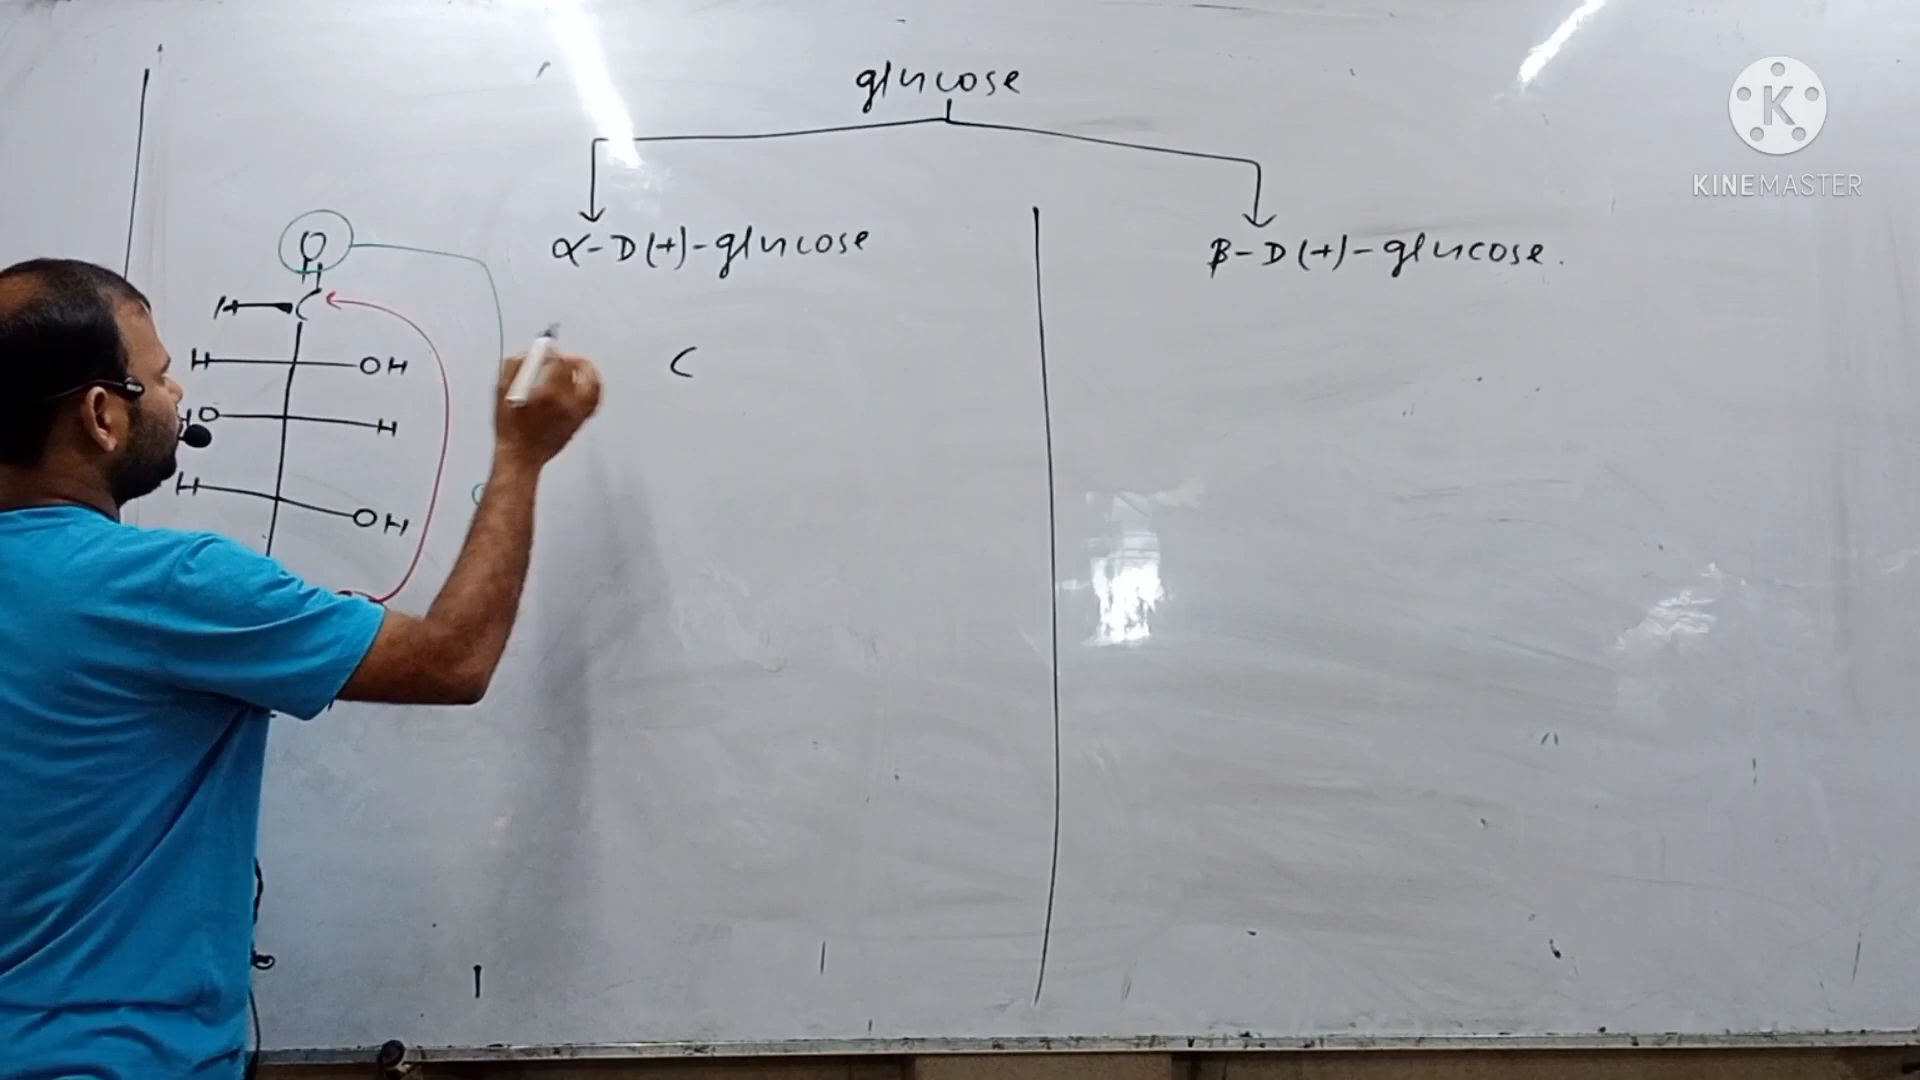 glucose
KINEMASTER
α-D(+)-glucose
β-D(+)-glucose.
O
H C
H OH
HO H
H OH
C